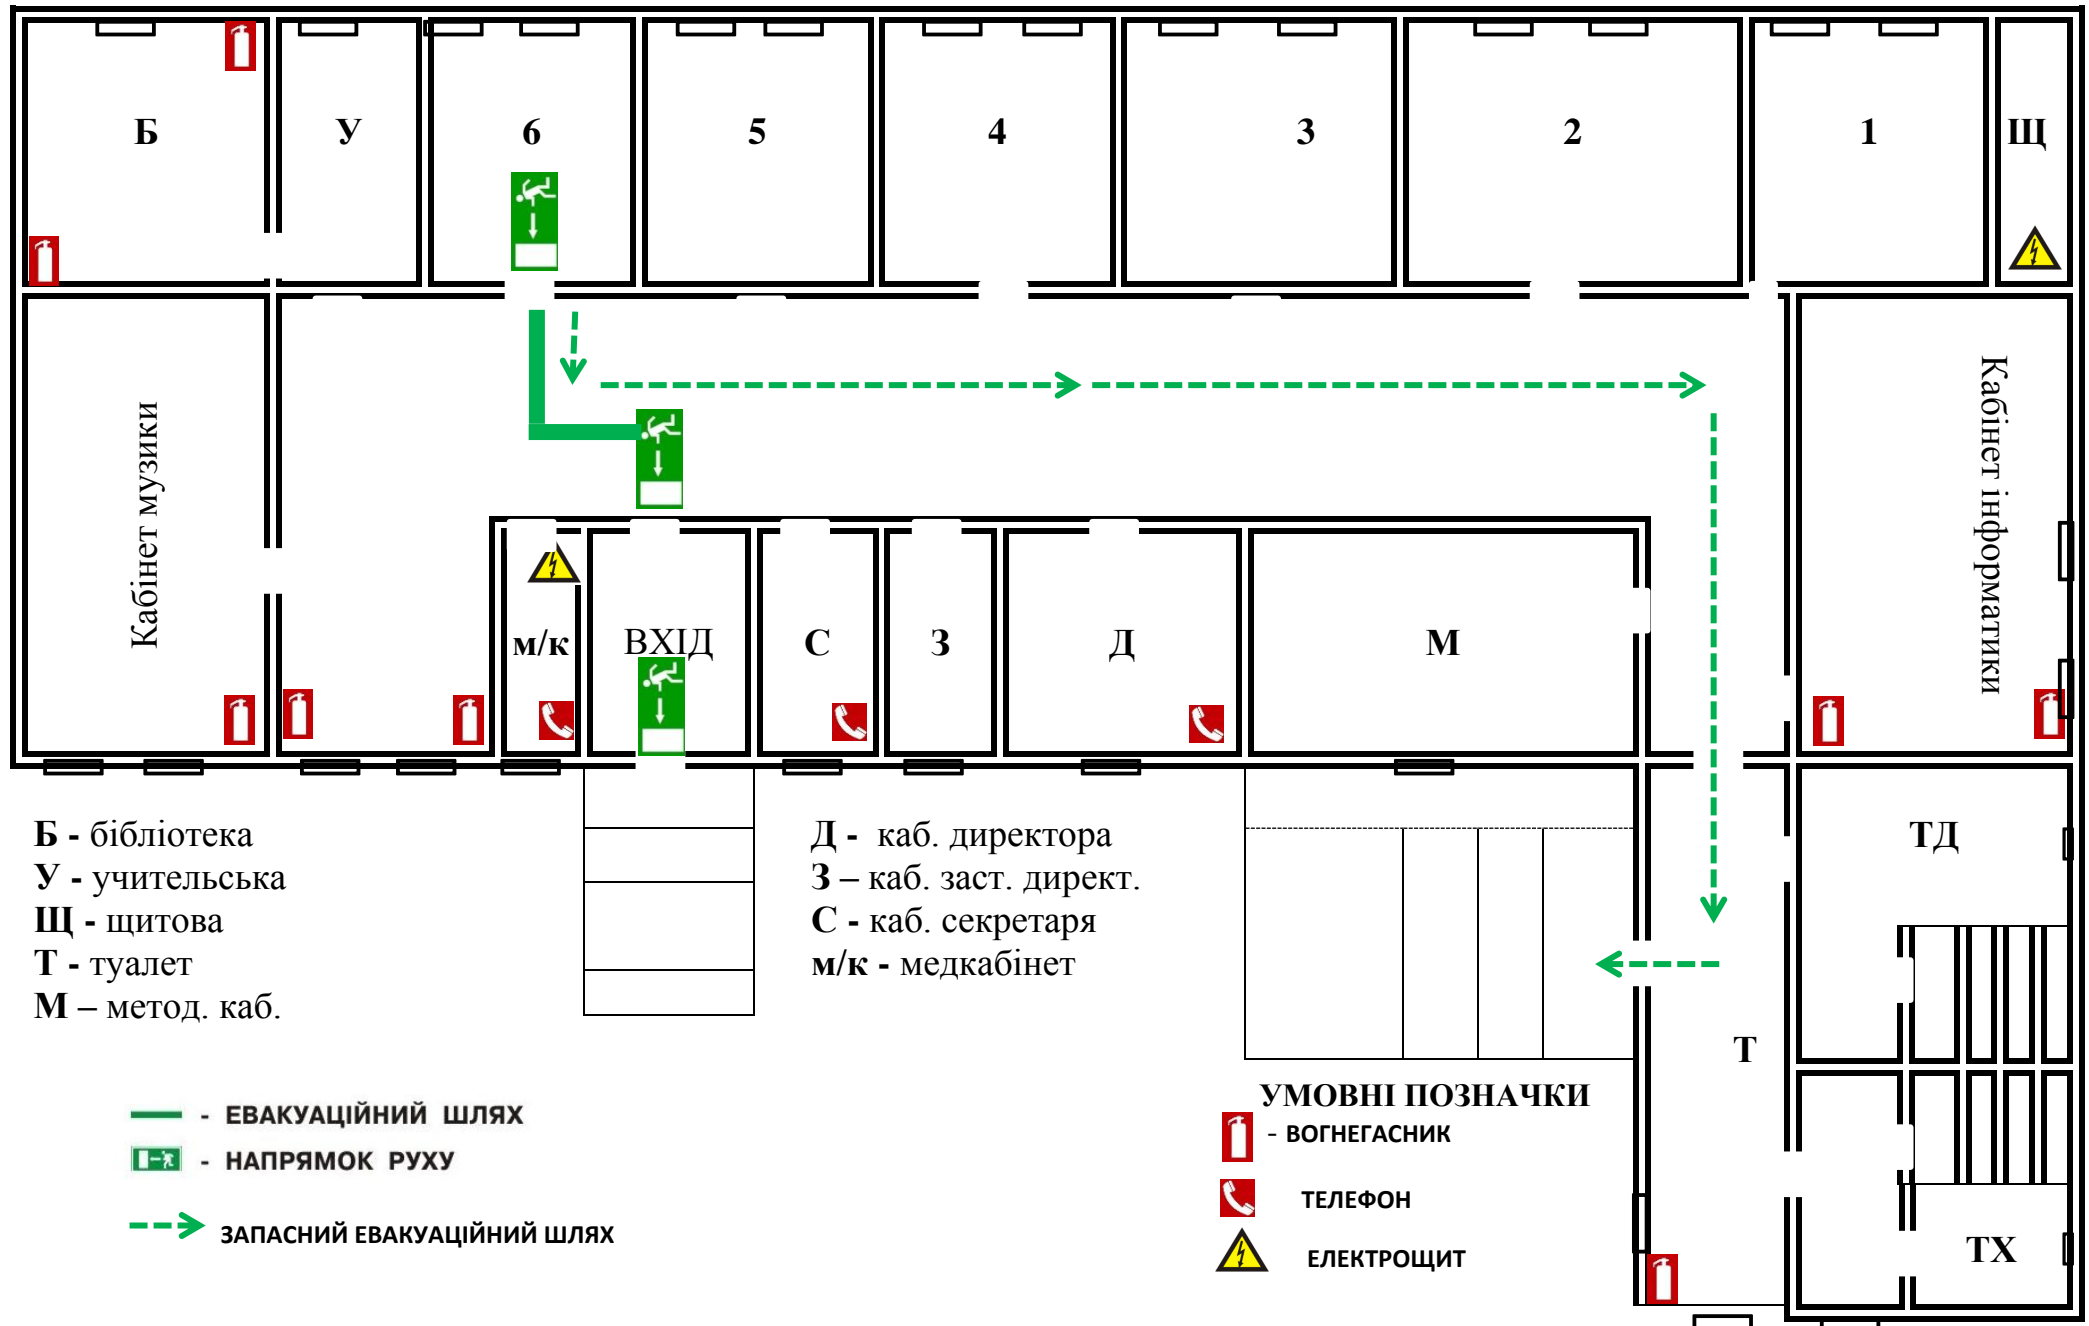 Б
У
6
5
4
3
2
1
Щ
Кабінет музики
Кабінет інформатики
м/к
ВХІД
С
З
Д
М
Б - бібліотека
У - учительська
Щ - щитова
Т - туалет
М – метод. каб.
Д - каб. директора
З – каб. заст. директ.
С - каб. секретаря
м/к - медкабінет
ТД
Т
ТХ
- ЕВАКУАЦІЙНИЙ ШЛЯХ
- НАПРЯМОК РУХУ
ЗАПАСНИЙ ЕВАКУАЦІЙНИЙ ШЛЯХ
УМОВНІ ПОЗНАЧКИ
- ВОГНЕГАСНИК
ТЕЛЕФОН
ЕЛЕКТРОЩИТ